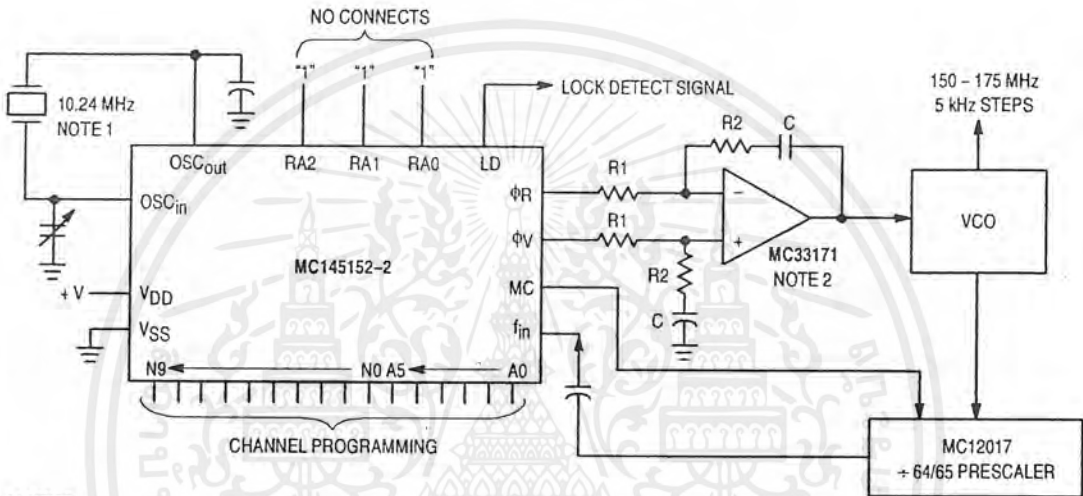 NO CONNECTS
"1" "1" "1"
LOCK DETECT SIGNAL
10.24 MHz
NOTE 1
150 – 175 MHz
5 kHz STEPS
OSCout RA2 RA1 RA0 LD
OSCin
ϕR
ϕV
MC
fin
MC145152–2
+ V
VDD
VSS
N9 N0 A5 A0
CHANNEL PROGRAMMING
R1
R1
R2 C
R2
C
–
+
MC33171
NOTE 2
VCO
MC12017
÷ 64/65 PRESCALER